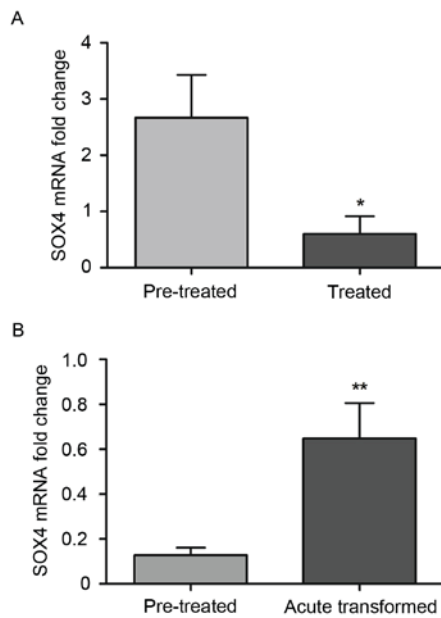 A
SOX4 mRNA fold change
4
3
2
1
0
*
Pre-treated Treated
B
SOX4 mRNA fold change
1.0
0.8
0.6
0.4
0.2
0
**
Pre-treated Acute transformed